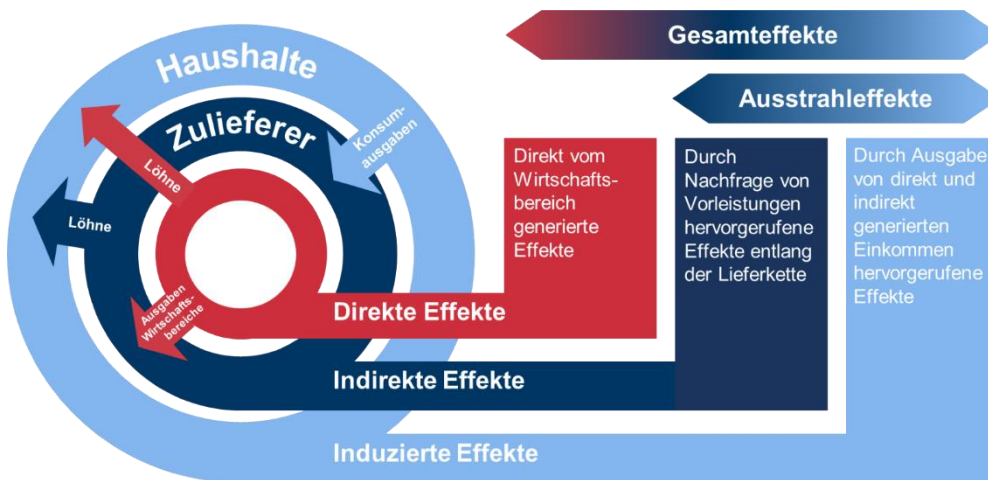 Gesamteffekte
Ausstrahleffekte
Haushalte
Zulieferer
Konsum-
ausgaben
Löhne
Löhne
Ausgaben
Wirtschafts-
bereiche
Direkt vom
Wirtschafts-
bereich
generierte
Effekte
Durch
Nachfrage von
Vorleistungen
hervorgerufene
Effekte entlang
der Lieferkette
Durch Ausgabe
von direkt und
indirekt
generierten
Einkommen
hervorgerufene
Effekte
Direkte Effekte
Indirekte Effekte
Induzierte Effekte